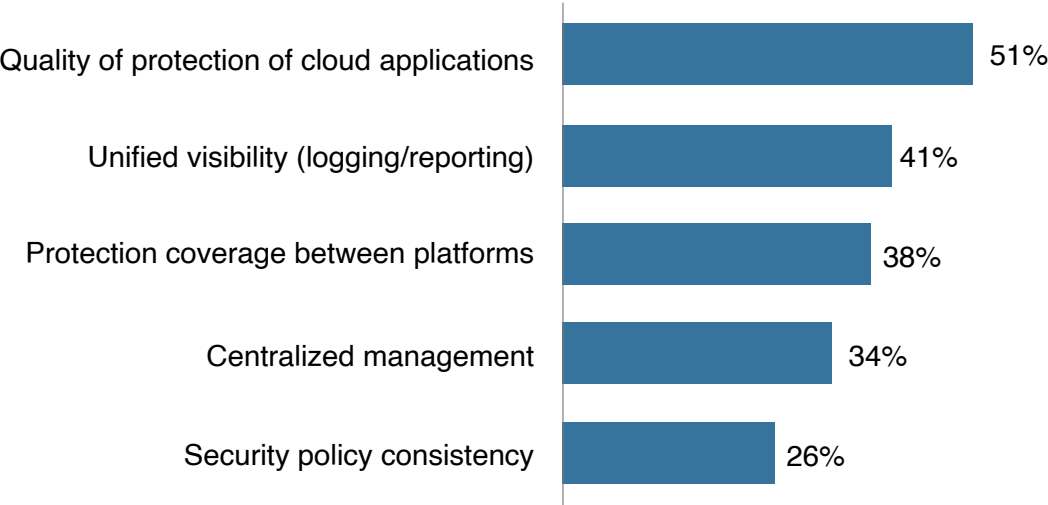 Quality of protection of cloud applications 51%
Unified visibility (logging/reporting) 41%
Protection coverage between platforms 38%
Centralized management 34%
Security policy consistency 26%